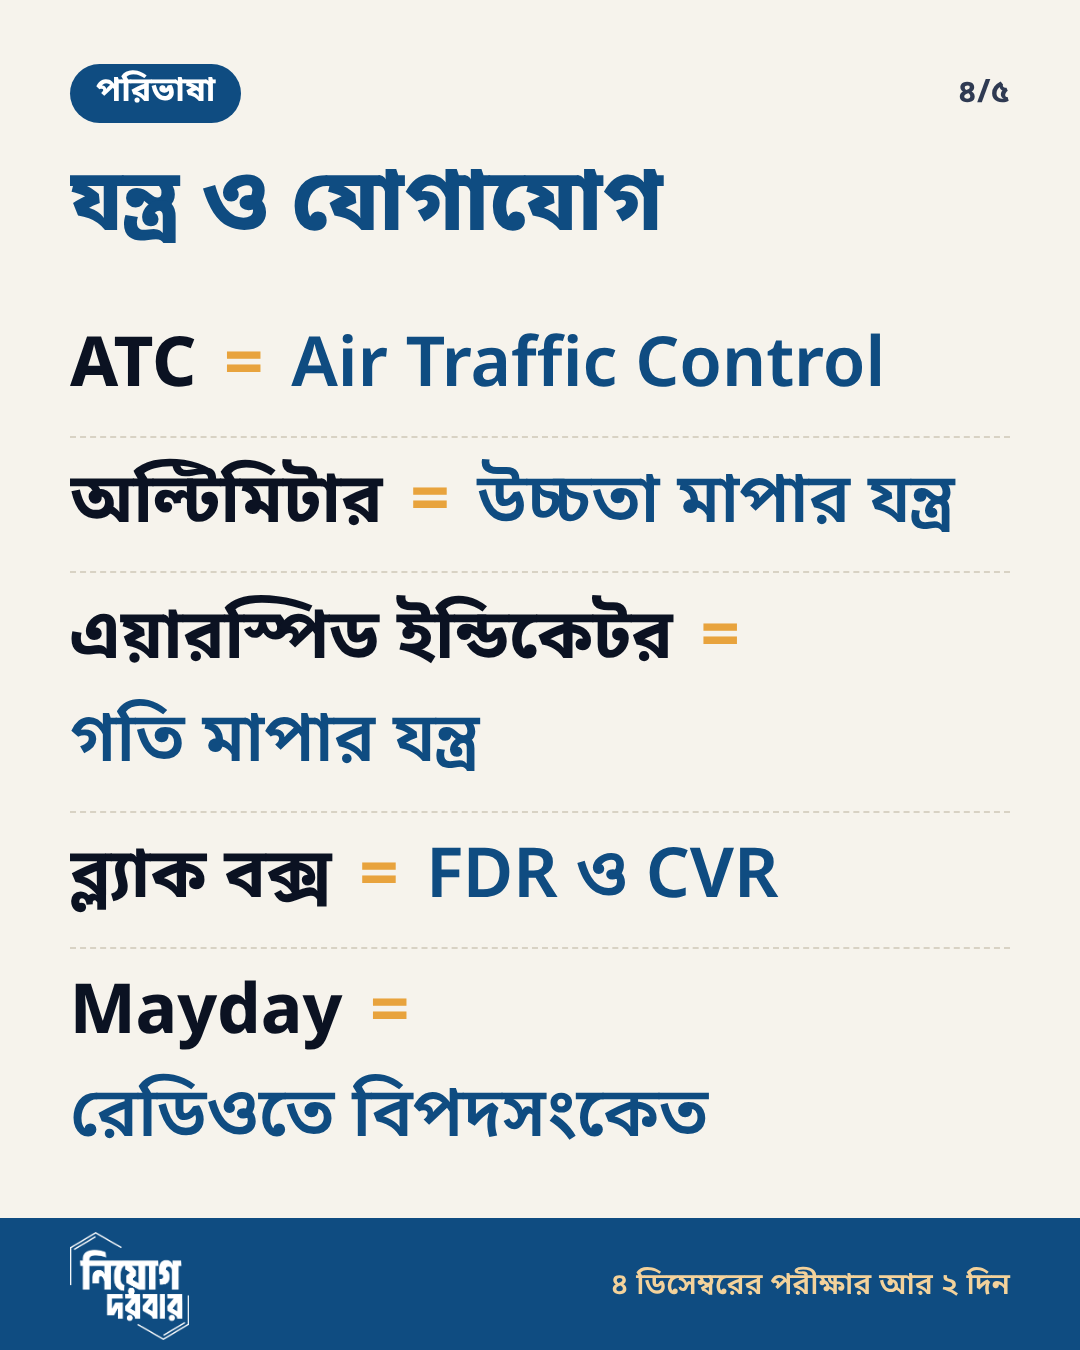 পরিভাষা
৪/৫
যন্ত্র ও যোগাযোগ
ATC = Air Traffic Control
অল্টিমিটার = উচ্চতা মাপার যন্ত্র
এয়ারস্পিড ইন্ডিকেটর =
গতি মাপার যন্ত্র
ব্ল্যাক বক্স = FDR ও CVR
Mayday =
রেডিওতে বিপদসংকেত
নিয়োগ
দরবার
৪ ডিসেম্বরের পরীক্ষার আর ২ দিন